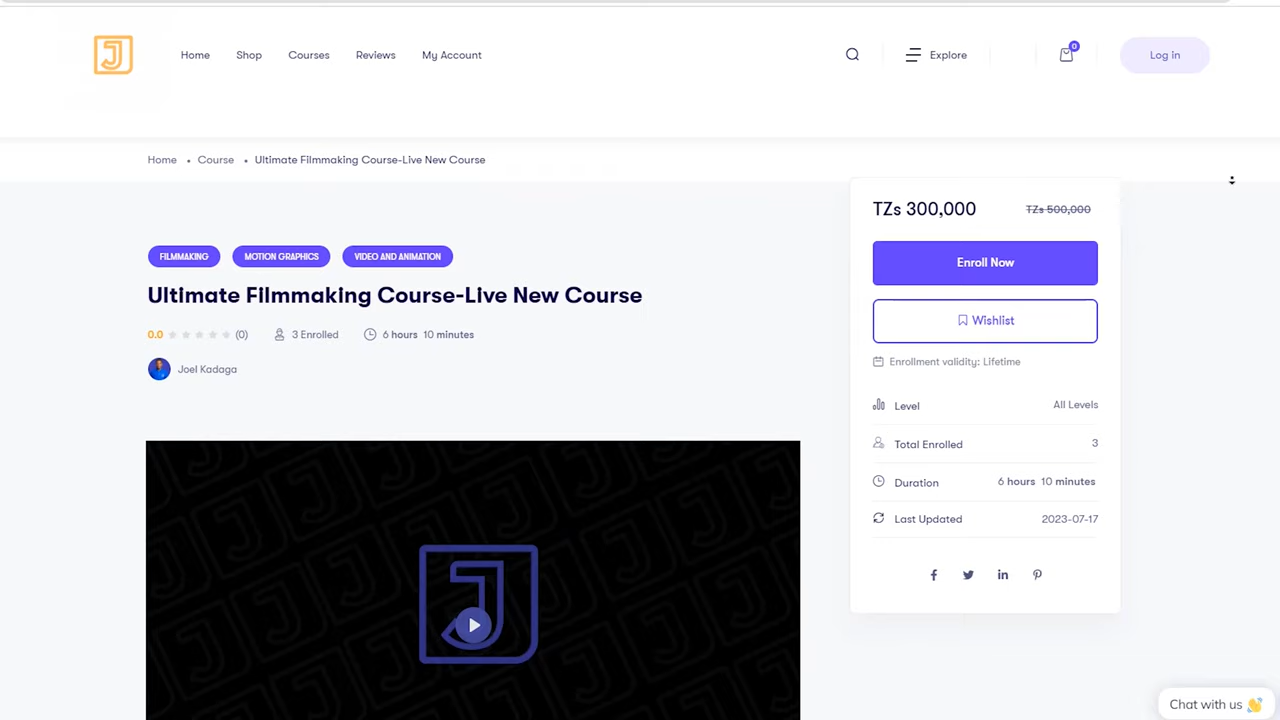 Home Shop Courses Reviews My Account Explore 0 Log in
Home • Course • Ultimate Filmmaking Course-Live New Course
TZs 300,000 TZs 500,000
Enroll Now
Wishlist
Enrollment validity: Lifetime
Level All Levels
Total Enrolled 3
Duration 6 hours 10 minutes
Last Updated 2023-07-17
FILMMAKING MOTION GRAPHICS VIDEO AND ANIMATION
Ultimate Filmmaking Course-Live New Course
0.0 (0) 3 Enrolled 6 hours 10 minutes
Joel Kadaga
Chat with us 👋